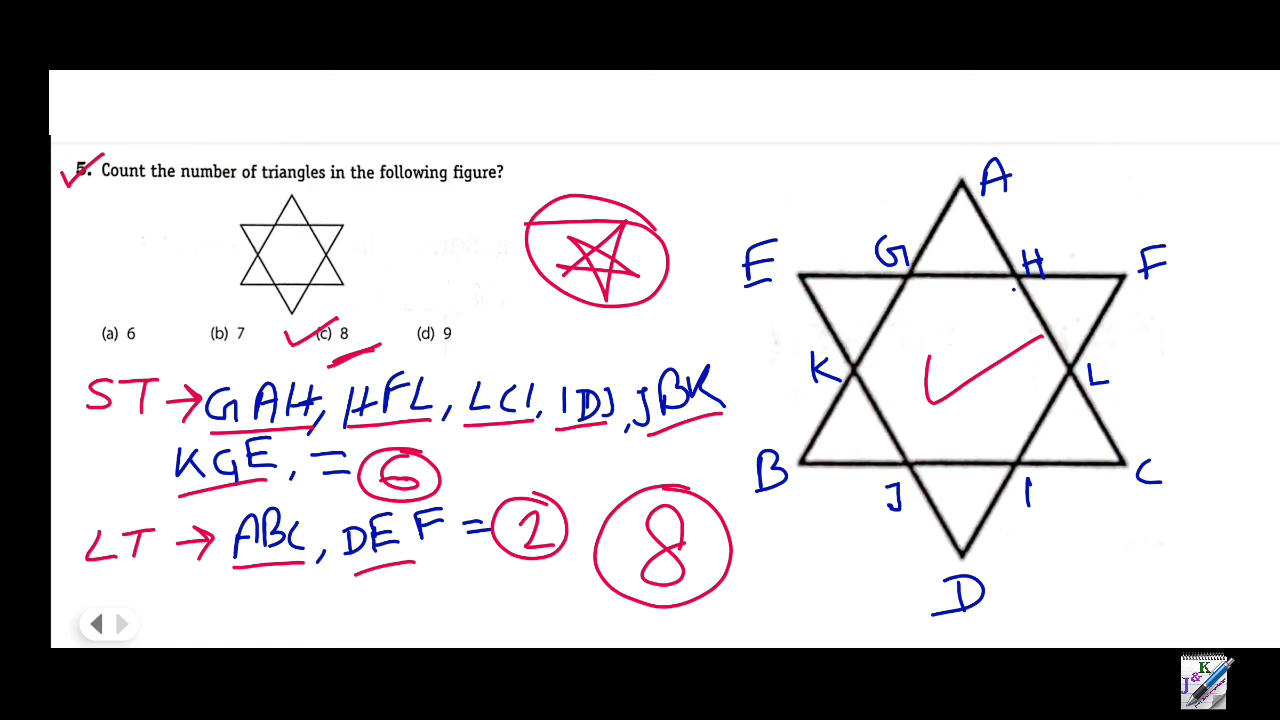 5. Count the number of triangles in the following figure?
(a) 6 (b) 7 (c) 8 (d) 9
ST → GAH, HFL, LCI, IDJ, JBK
KGE, = 6
LT → ABC, DEF = 2
8
A
E G H F
K L
B J I C
D
J & K